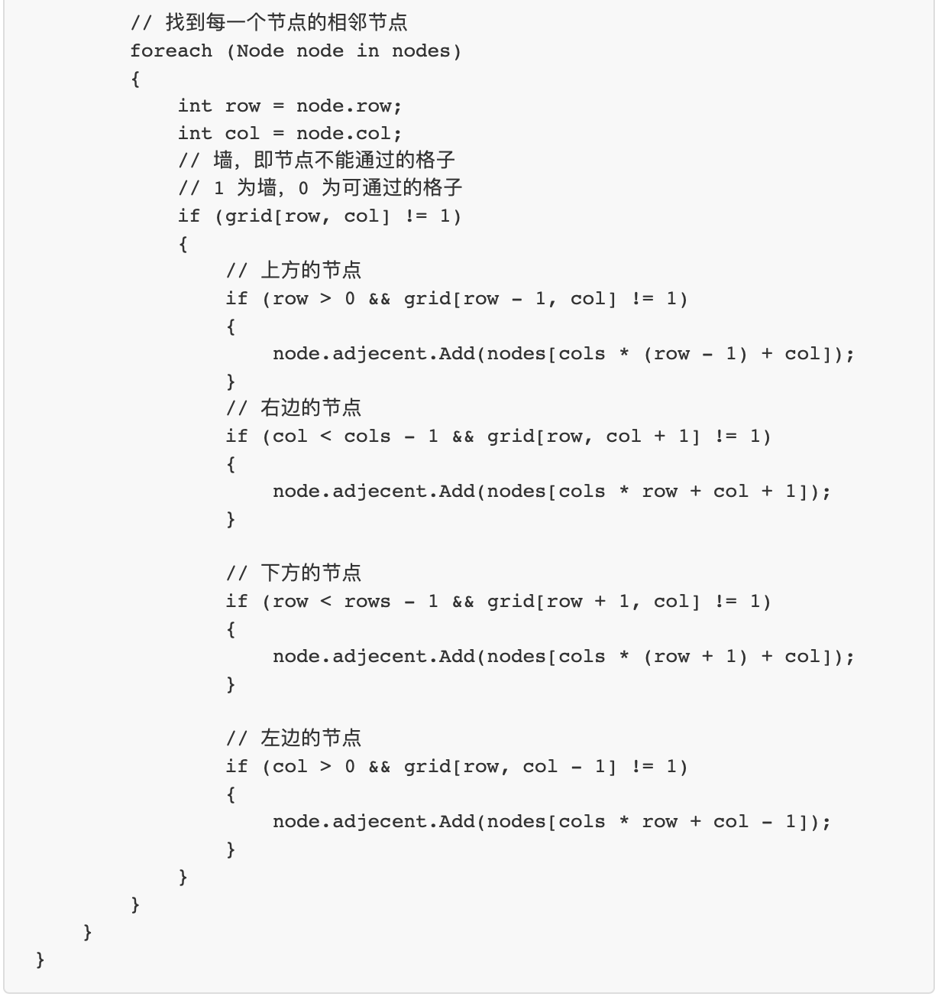 // 找到每一个节点的相邻节点
foreach (Node node in nodes)
{
int row = node.row;
int col = node.col;
// 墙，即节点不能通过的格子
// 1 为墙，0 为可通过的格子
if (grid[row, col] != 1)
{
// 上方的节点
if (row > 0 && grid[row - 1, col] != 1)
{
node.adjecent.Add(nodes[cols * (row - 1) + col]);
}
// 右边的节点
if (col < cols - 1 && grid[row, col + 1] != 1)
{
node.adjecent.Add(nodes[cols * row + col + 1]);
}
// 下方的节点
if (row < rows - 1 && grid[row + 1, col] != 1)
{
node.adjecent.Add(nodes[cols * (row + 1) + col]);
}
// 左边的节点
if (col > 0 && grid[row, col - 1] != 1)
{
node.adjecent.Add(nodes[cols * row + col - 1]);
}
}
}
}
}